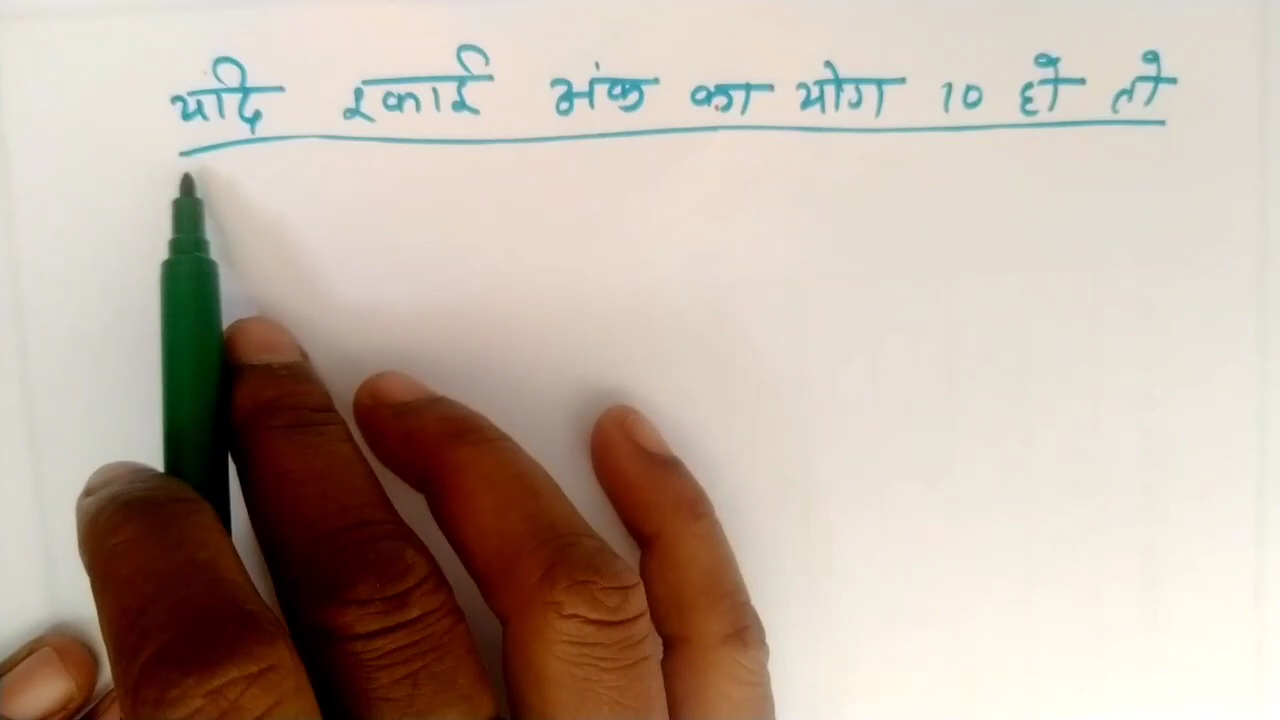 यदि इकाई अंक का योग 10 हो तो